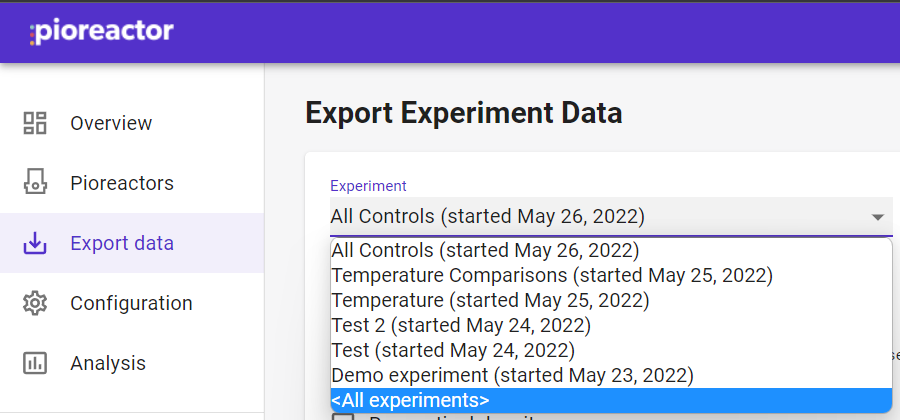 pioreactor
Overview
Pioreactors
Export data
Configuration
Analysis
Export Experiment Data
Experiment
All Controls (started May 26, 2022)
All Controls (started May 26, 2022)
Temperature Comparisons (started May 25, 2022)
Temperature (started May 25, 2022)
Test 2 (started May 24, 2022)
Test (started May 24, 2022)
Demo experiment (started May 23, 2022)
<All experiments>